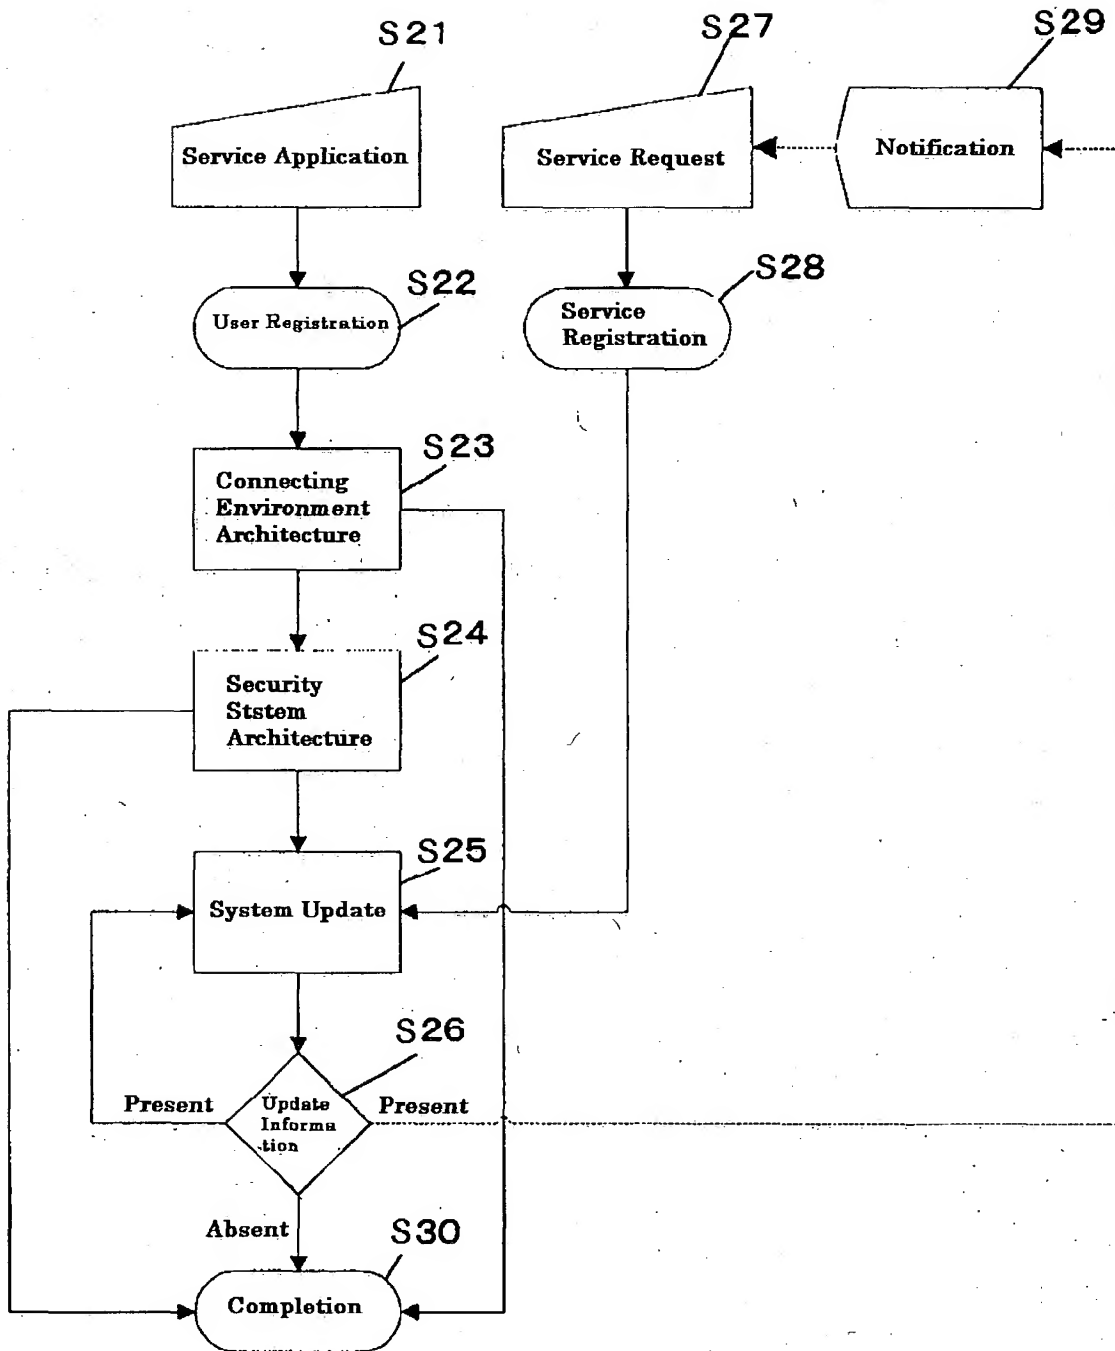 S21
S27
S29
Service Application
Service Request
Notification
S22
S28
User Registration
Service
Registration
S23
Connecting
Environment
Architecture
S24
Security
Ststem
Architecture
S25
System Update
S26
Present
Update
Informa
tion
Present
Absent
S30
Completion